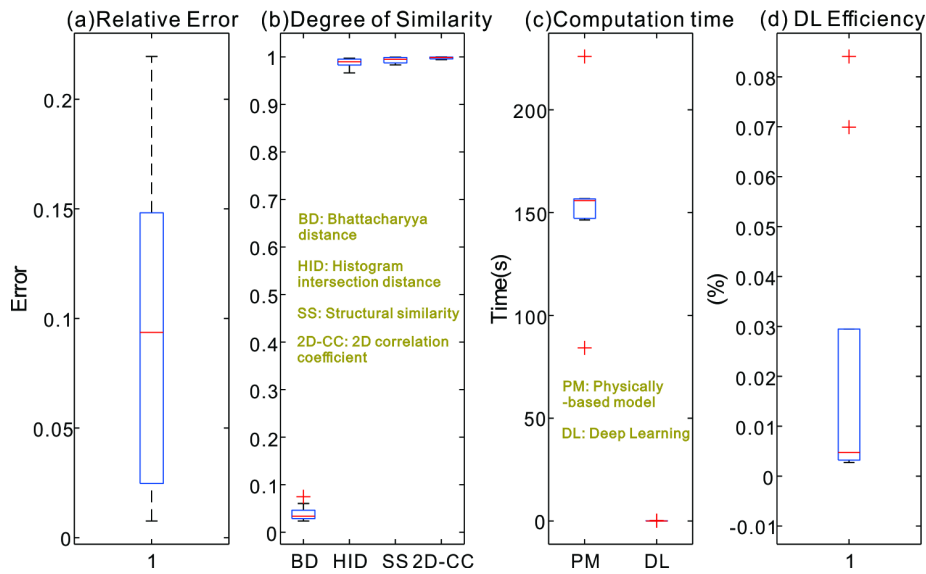 (a)Relative Error
(b)Degree of Similarity
(c)Computation time
(d) DL Efficiency
Error
0.2
0.15
0.1
0.05
0
1
1
0.9
0.8
0.7
0.6
0.5
0.4
0.3
0.2
0.1
0
BD: Bhattacharyya
distance
HID: Histogram
intersection distance
SS: Structural similarity
2D-CC: 2D correlation
coefficient
BD HID SS 2D-CC
Time(s)
200
150
100
50
0
PM: Physically
-based model
DL: Deep Learning
PM DL
(%)
0.08
0.07
0.06
0.05
0.04
0.03
0.02
0.01
0
-0.01
1